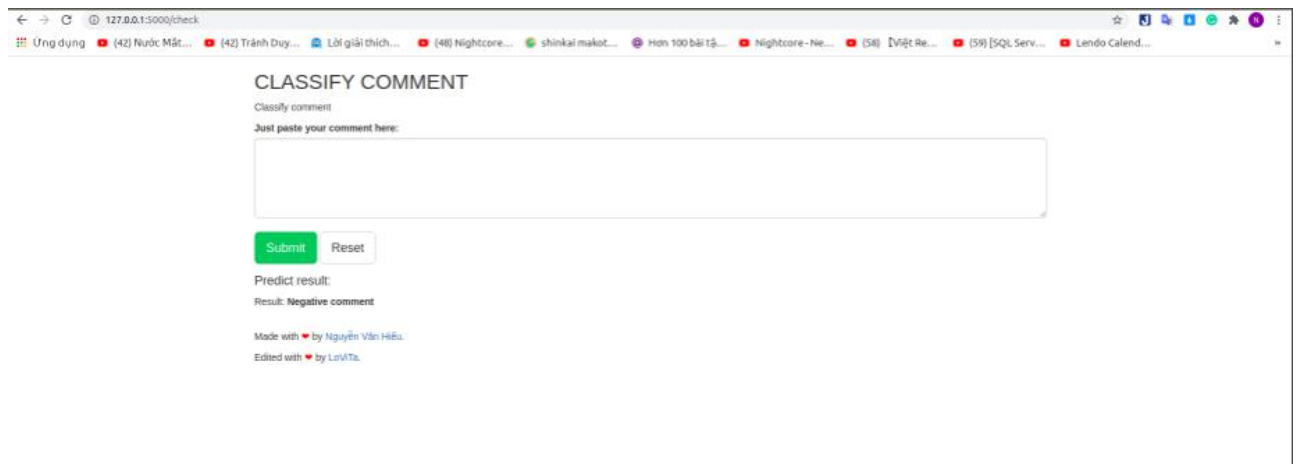 127.0.0.1:5000/check
N
Ứng dụng (42) Nước Mắt... (42) Tránh Duy... Lời giải thích... (48) Nightcore... shinkai makot... Hơn 100 bài tậ... Nightcore - Ne... (58) [Việt Re... (59) [SQL Serv... Lendo Calend...
CLASSIFY COMMENT
Classify comment
Just paste your comment here:
Submit Reset
Predict result:
Result: Negative comment
Made with ❤ by Nguyễn Văn Hiếu.
Edited with ❤ by LoViTa.